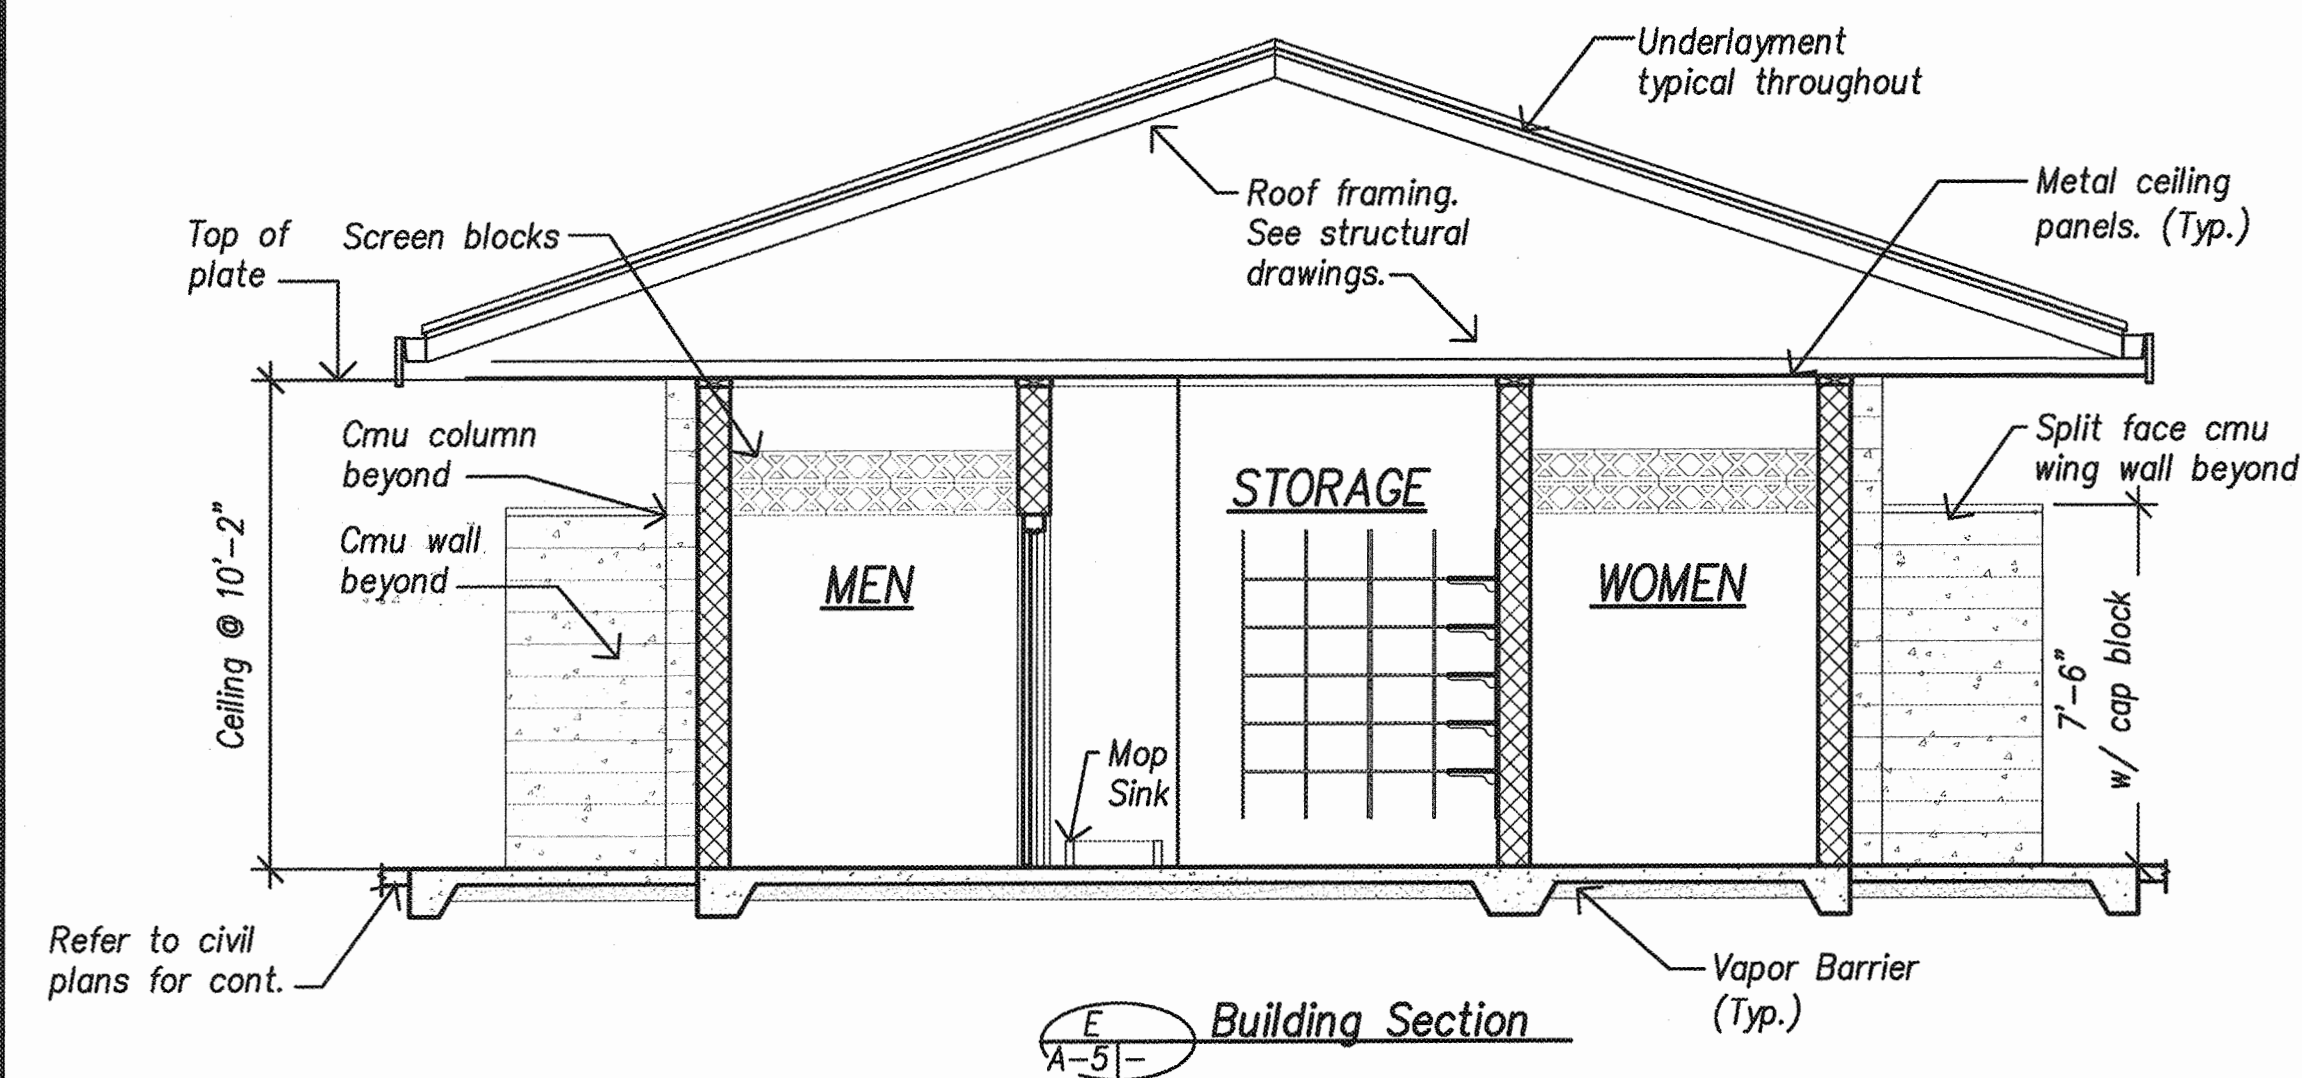 Underlayment
typical throughout
Metal ceiling
panels. (Typ.)
Roof framing.
See structural
drawings.
Top of
plate
Screen blocks
Cmu column
beyond
Cmu wall
beyond
Split face cmu
wing wall beyond
STORAGE
MEN
WOMEN
Ceiling @ 10'-2"
7'-6"
w/ cap block
Mop
Sink
Refer to civil
plans for cont.
Vapor Barrier
(Typ.)
E
A-5 -
Building Section